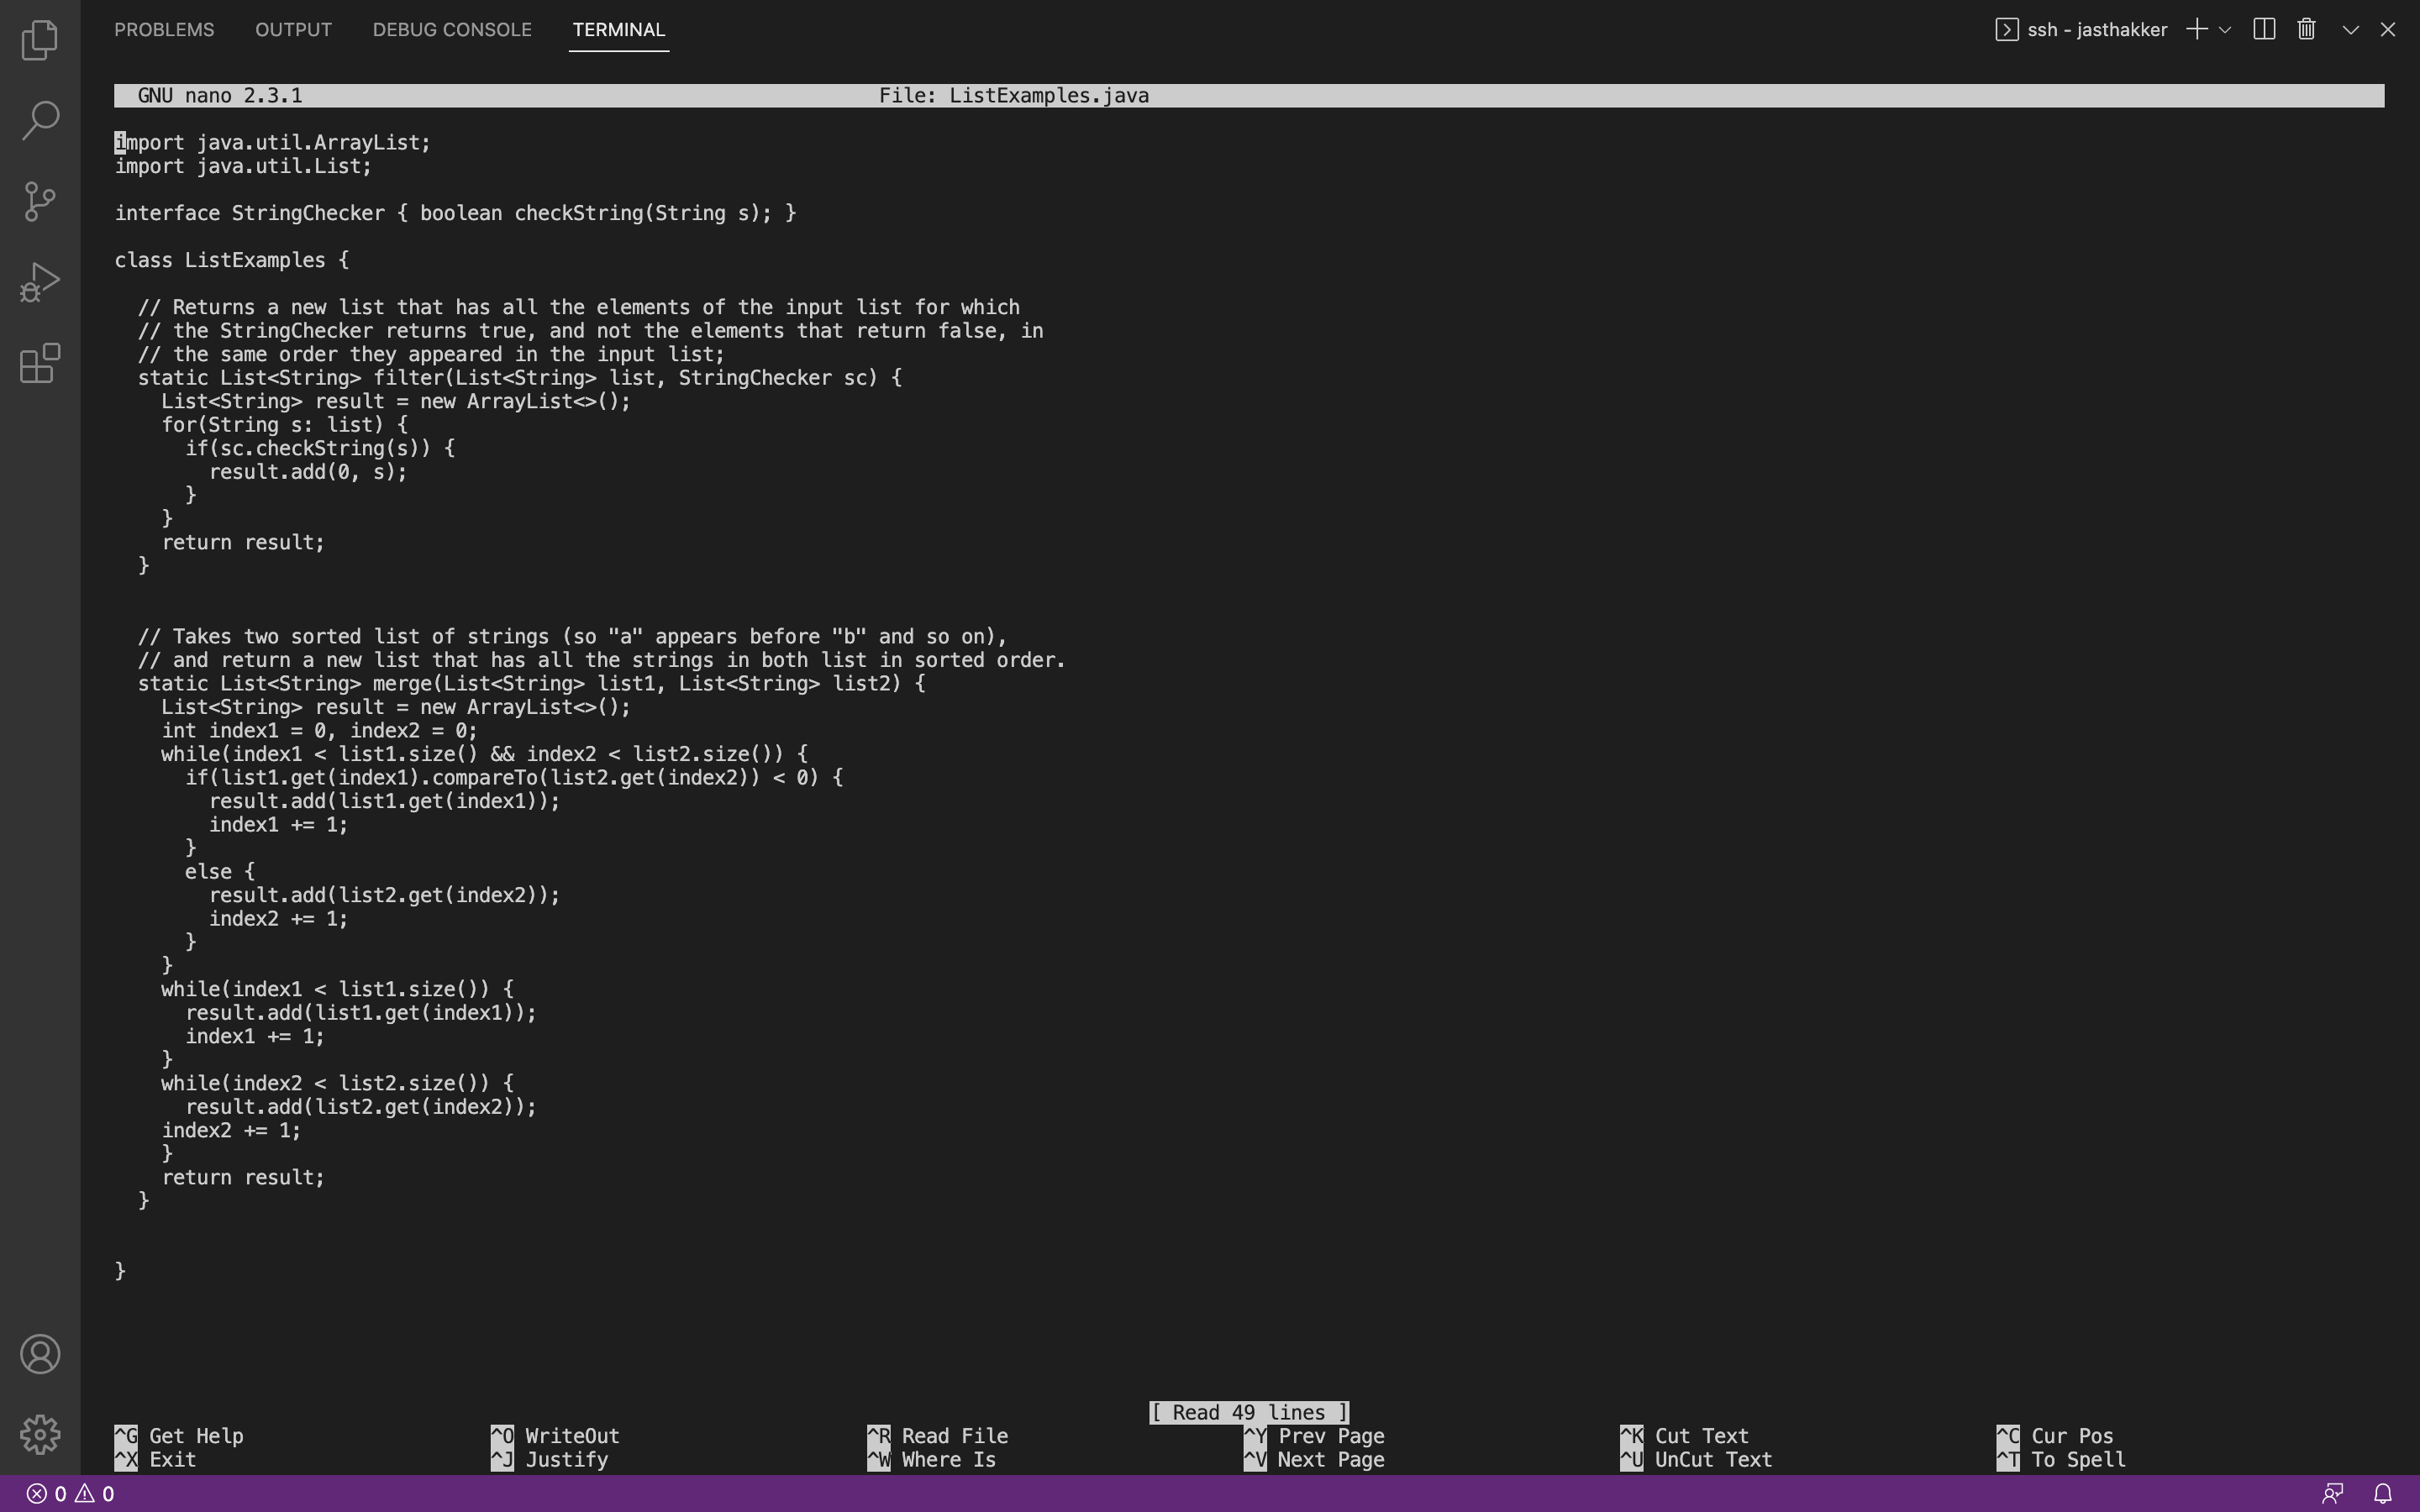 PROBLEMS OUTPUT DEBUG CONSOLE TERMINAL ssh - jasthakker
GNU nano 2.3.1 File: ListExamples.java
import java.util.ArrayList;
import java.util.List;
interface StringChecker { boolean checkString(String s); }
class ListExamples {
  // Returns a new list that has all the elements of the input list for which
  // the StringChecker returns true, and not the elements that return false, in
  // the same order they appeared in the input list;
  static List<String> filter(List<String> list, StringChecker sc) {
    List<String> result = new ArrayList<>();
    for(String s: list) {
      if(sc.checkString(s)) {
        result.add(0, s);
      }
    }
    return result;
  }
  // Takes two sorted list of strings (so "a" appears before "b" and so on),
  // and return a new list that has all the strings in both list in sorted order.
  static List<String> merge(List<String> list1, List<String> list2) {
    List<String> result = new ArrayList<>();
    int index1 = 0, index2 = 0;
    while(index1 < list1.size() && index2 < list2.size()) {
      if(list1.get(index1).compareTo(list2.get(index2)) < 0) {
        result.add(list1.get(index1));
        index1 += 1;
      }
      else {
        result.add(list2.get(index2));
        index2 += 1;
      }
    }
    while(index1 < list1.size()) {
      result.add(list1.get(index1));
      index1 += 1;
    }
    while(index2 < list2.size()) {
      result.add(list2.get(index2));
    index2 += 1;
    }
    return result;
  }
}
[ Read 49 lines ]
^G Get Help ^O WriteOut ^R Read File ^Y Prev Page ^K Cut Text ^C Cur Pos
^X Exit ^J Justify ^W Where Is ^V Next Page ^U UnCut Text ^T To Spell
0 0